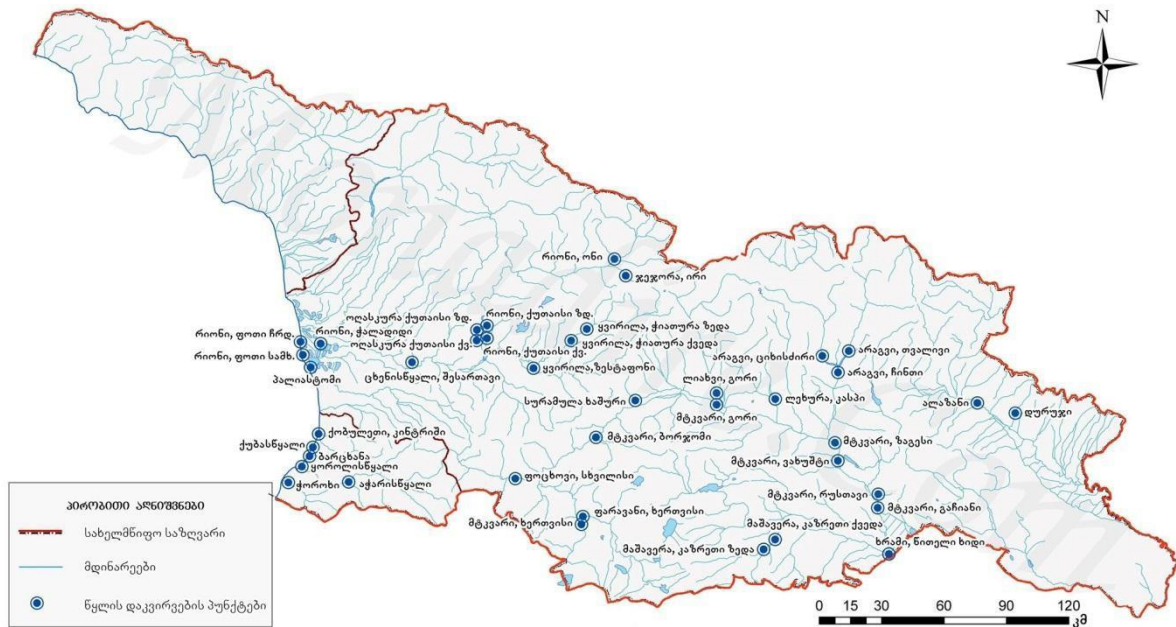 N
რიონი, ონი
ჯეჯორა, ირი
ოღასკურა ქუთაისი ზდ.
რიონი, ქუთაისი ზდ.
ყვირილა, ჭიათურა ზედა
რიონი, ფოთი ჩრდ.
რიონი, ჭალადიდი
ოღასკურა ქუთაისი ქვ.
ყვირილა, ჭიათურა ქვედა
რიონი, ქუთაისი ქვ.
რიონი, ფოთი სამხ.
არაგვი, ციხისძირი
არაგვი, თვალივი
პალიასტომი
ცხენისწყალი, შესართავი
ყვირილა,ზესტაფონი
არაგვი, ჩინთი
ლიახვი, გორი
სურამულა ხაშური
ლეხურა, კასპი
ალაზანი
დურუჯი
მტკვარი, გორი
ქობულეთი, კინტრიში
მტკვარი, ბორჯომი
მტკვარი, ზაჰესი
ქუბასწყალი
ბარცხანა
მტკვარი, ვახუშტი
ყოროლისწყალი
ჭოროხი
აჭარისწყალი
ფოცხოვი, სხვილისი
მტკვარი, რუსთავი
მტკვარი, გაჩიანი
ფარავანი, ხერთვისი
მტკვარი, ხერთვისი
მაშავერა, კაზრეთი ქვედა
ხრამი, წითელი ხიდი
მაშავერა, კაზრეთი ზედა
პირობითი აღნიშვნები
სახელმწიფო საზღვარი
მდინარეები
წყლის დაკვირვების პუნქტები
0 15 30 60 90 120
კმ